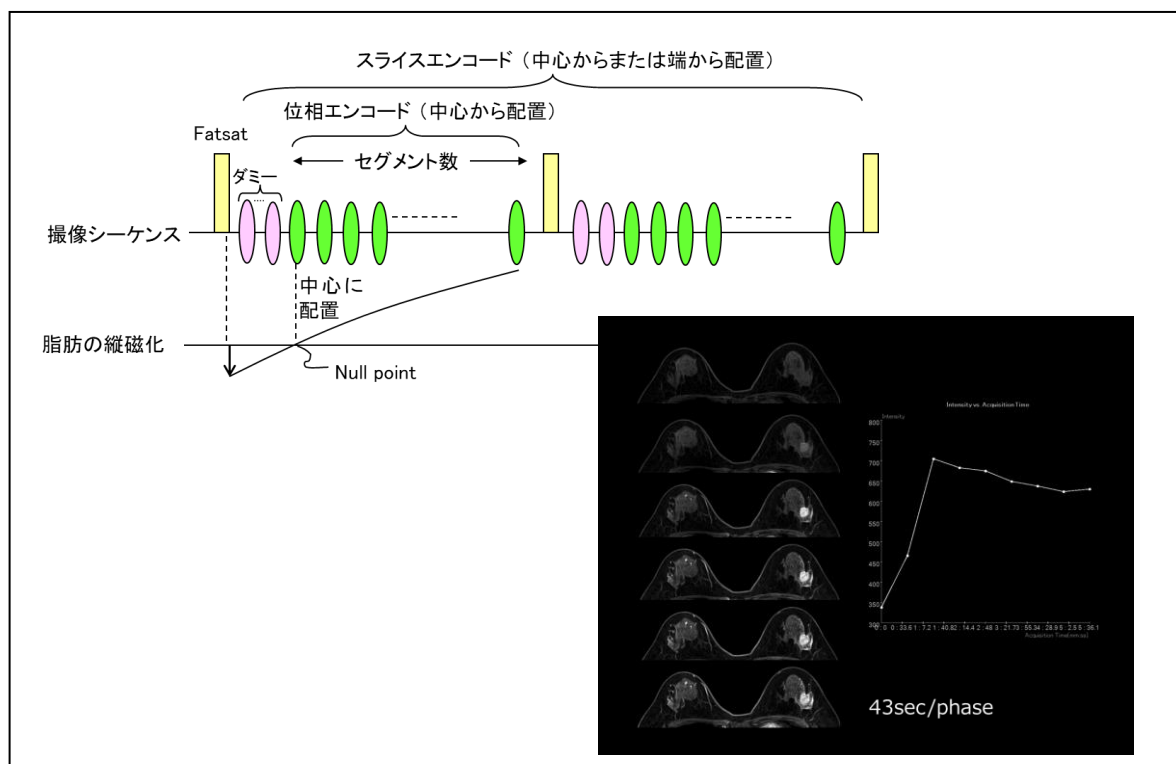 スライスエンコード（中心からまたは端から配置）
位相エンコード（中心から配置）
Fatsat
セグメント数
ダミー
撮像シーケンス
中心に
配置
脂肪の縦磁化
Null point
Intensity vs. Acquisition Time
Intensity
800
750
700
650
600
550
500
450
400
350
300
Acquisition Time[mm:ss]
43sec/phase